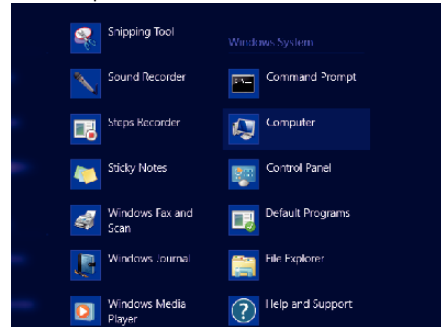 Snipping Tool
Sound Recorder
Steps Recorder
Sticky Notes
Windows Fax and
Scan
Windows Journal
Windows Media
Player
Windows System
Command Prompt
Computer
Control Panel
Default Programs
File Explorer
Help and Support